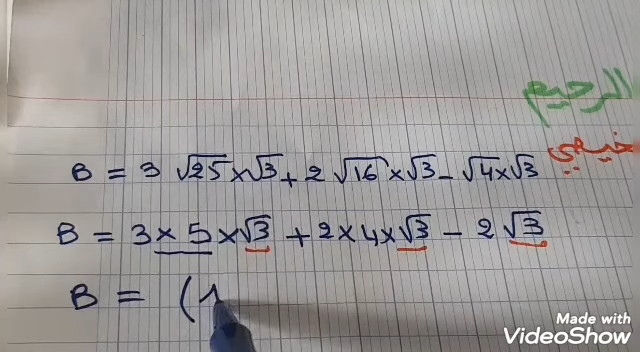 الرحيم
B = 3 √25 × √3 + 2 √16 × √3 - √4 × √3
B = 3 × 5 × √3 + 2 × 4 × √3 - 2 √3
B = (1
Made with
VideoShow